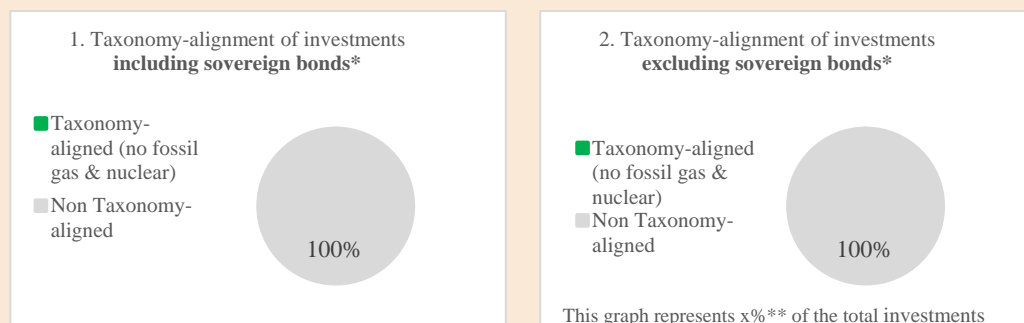 1. Taxonomy-alignment of investments
including sovereign bonds*
Taxonomy-
aligned (no fossil
gas & nuclear)
Non Taxonomy-
aligned
100%
2. Taxonomy-alignment of investments
excluding sovereign bonds*
Taxonomy-aligned
(no fossil gas &
nuclear)
Non Taxonomy-
aligned
100%
This graph represents x%** of the total investments